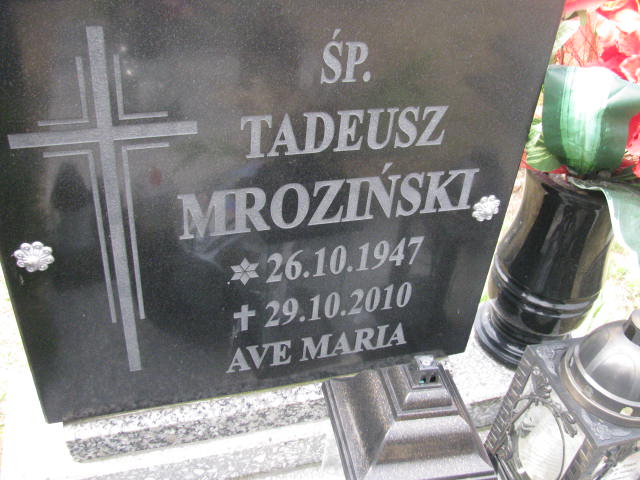 ŚP.
TADEUSZ
MROZIŃSKI
26.10.1947
29.10.2010
AVE MARIA